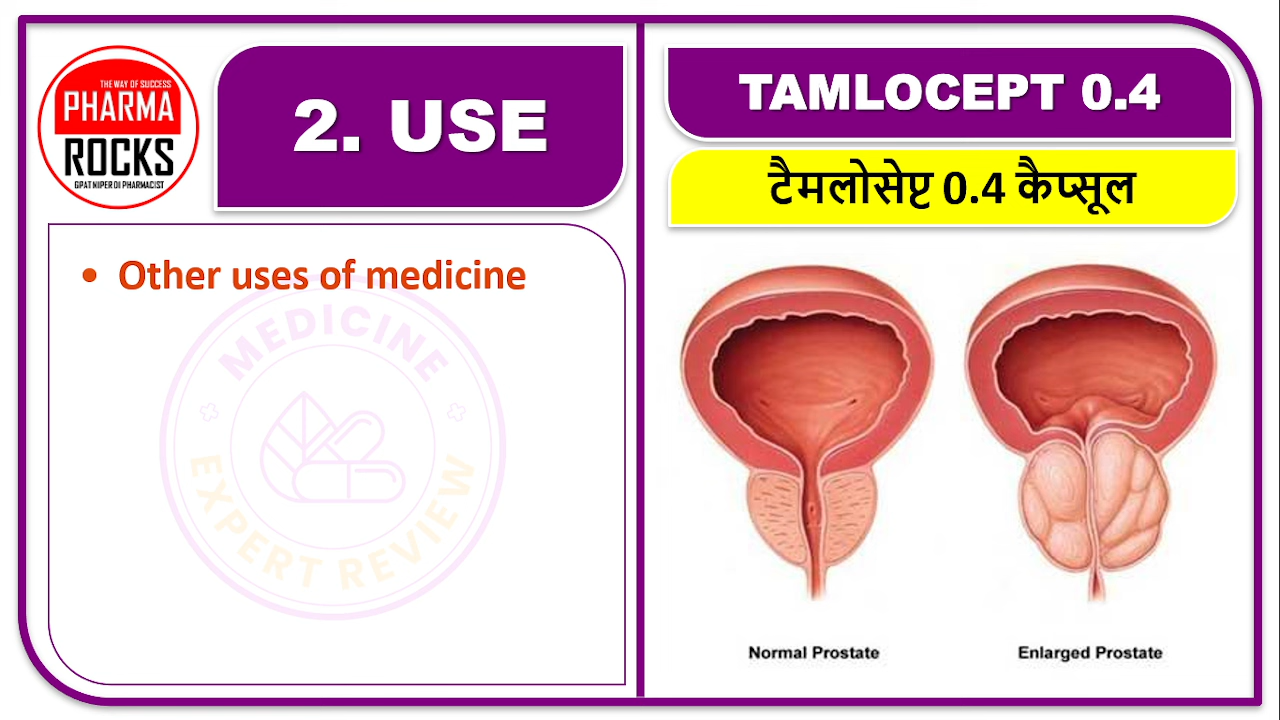 THE WAY OF SUCCESS
PHARMA
ROCKS
GPAT NIPER DI PHARMACIST
2. USE
• Other uses of medicine
MEDICINE
EXPERT REVIEW
TAMLOCEPT 0.4
टैमलोसेप्ट 0.4 कैप्सूल
Normal Prostate
Enlarged Prostate